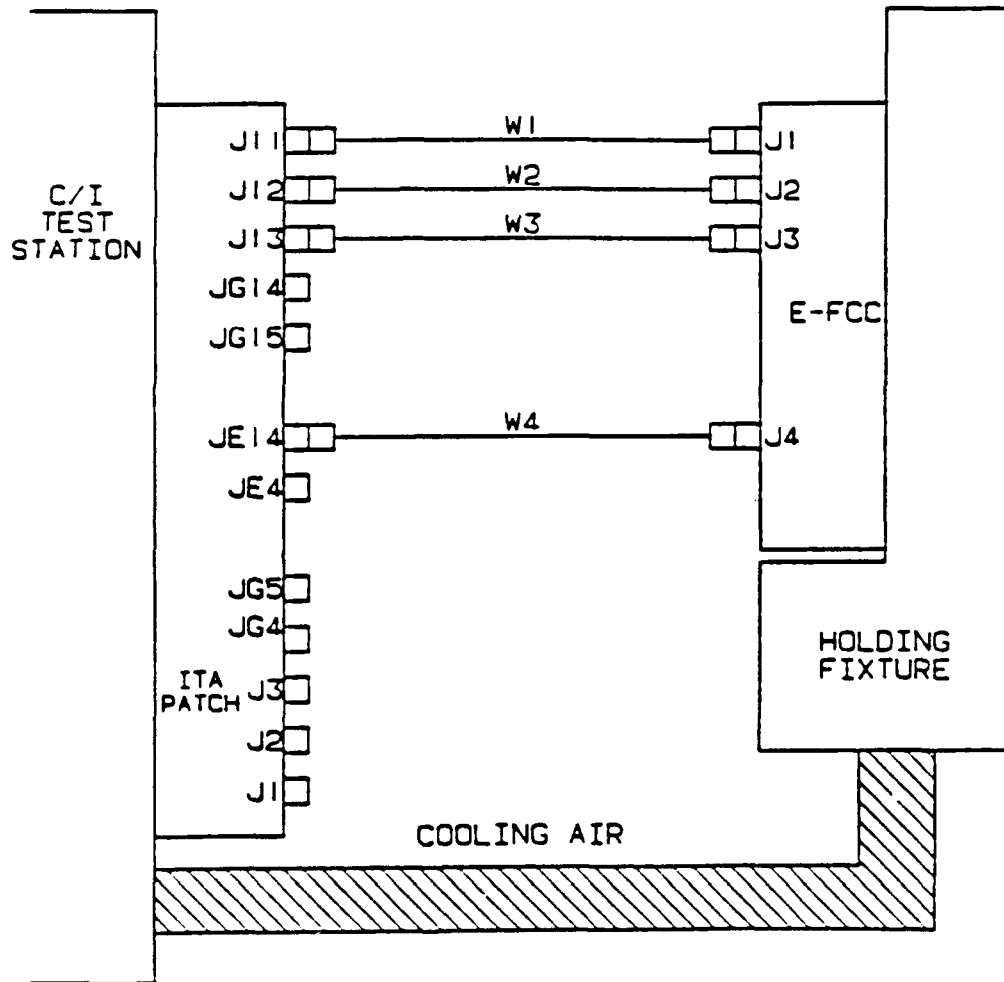 C/I
TEST
STATION
J11
J12
J13
JG14
JG15
JE14
JE4
JG5
JG4
J3
J2
J1
ITA
PATCH
W1
W2
W3
W4
J1
J2
J3
J4
E-FCC
HOLDING
FIXTURE
COOLING AIR